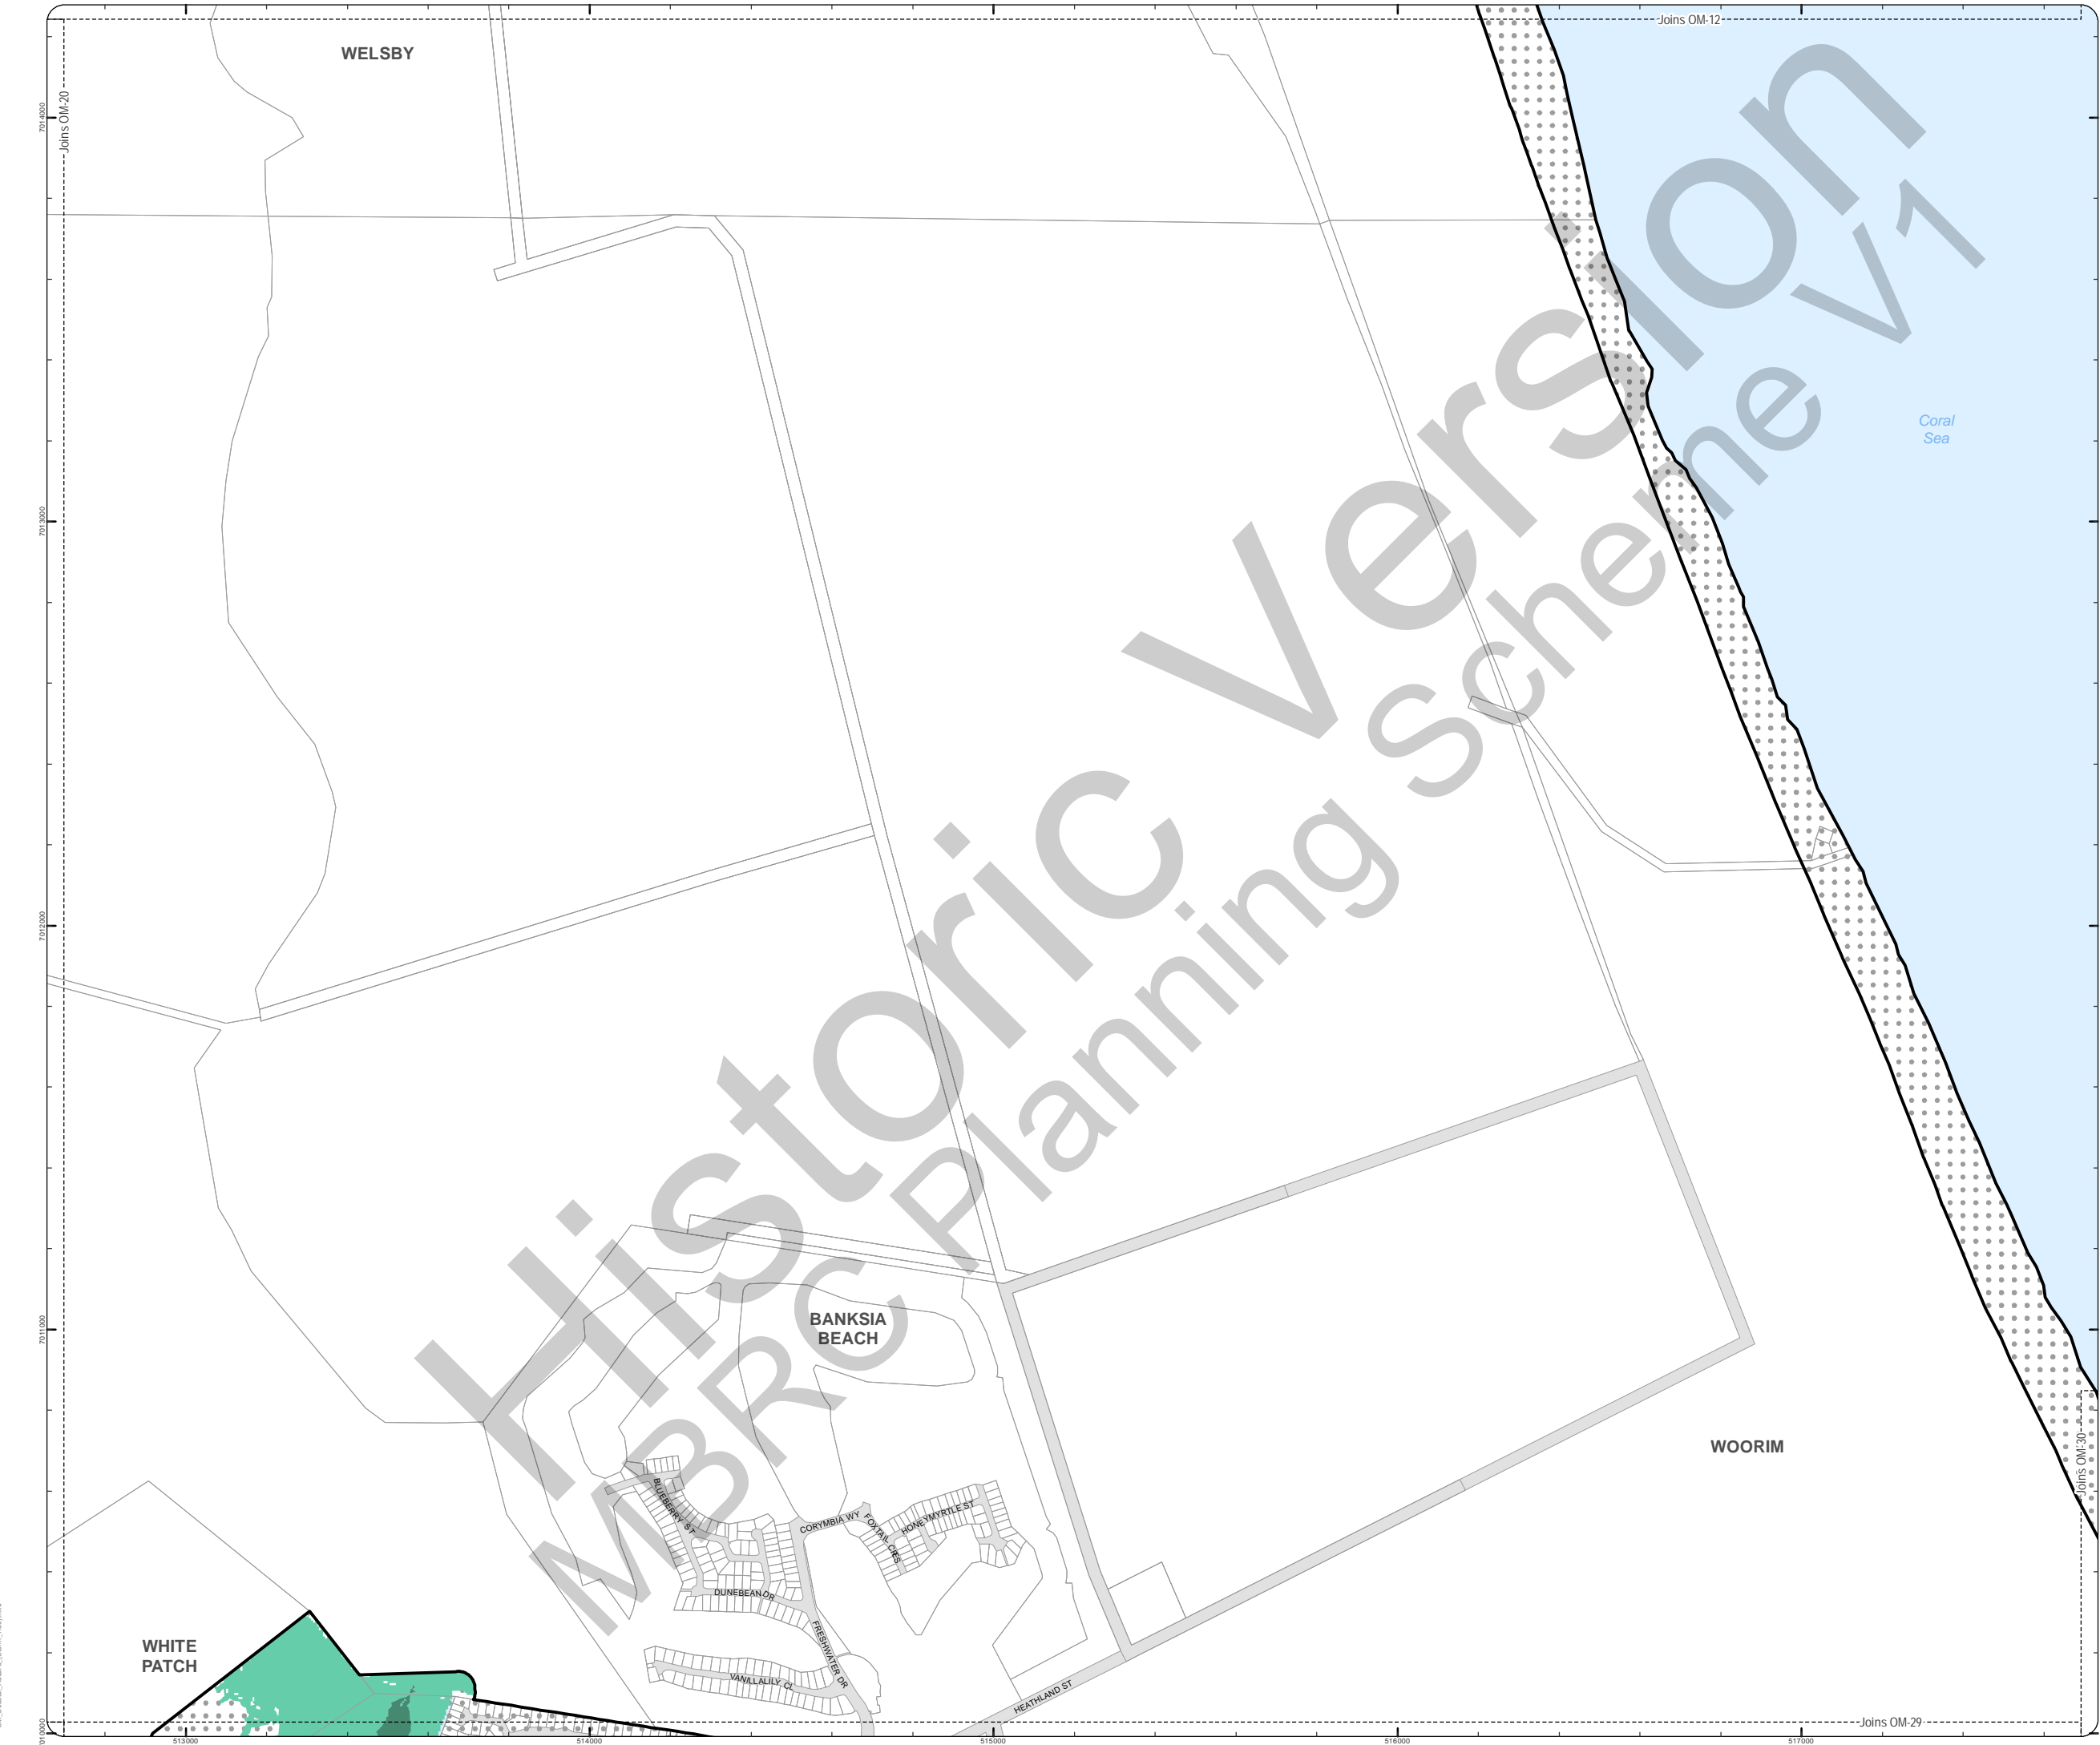 Joins OM-12
WELSBY
Joins OM-20
7014000
Coral
Sea
7013000
Historic Version
MBRC Planning Scheme V1
7012000
7011000
BANKSIA
BEACH
WOORIM
Joins OM-30
BLUEBERRY ST
CORYMBIA WY
FOXTAIL CRES
HONEYMYRTLE ST
DUNEBEAN DR
FRESHWATER DR
VANILLALILY CL
HEATHLAND ST
WHITE
PATCH
Joins OM-29
513000
514000
515000
516000
517000